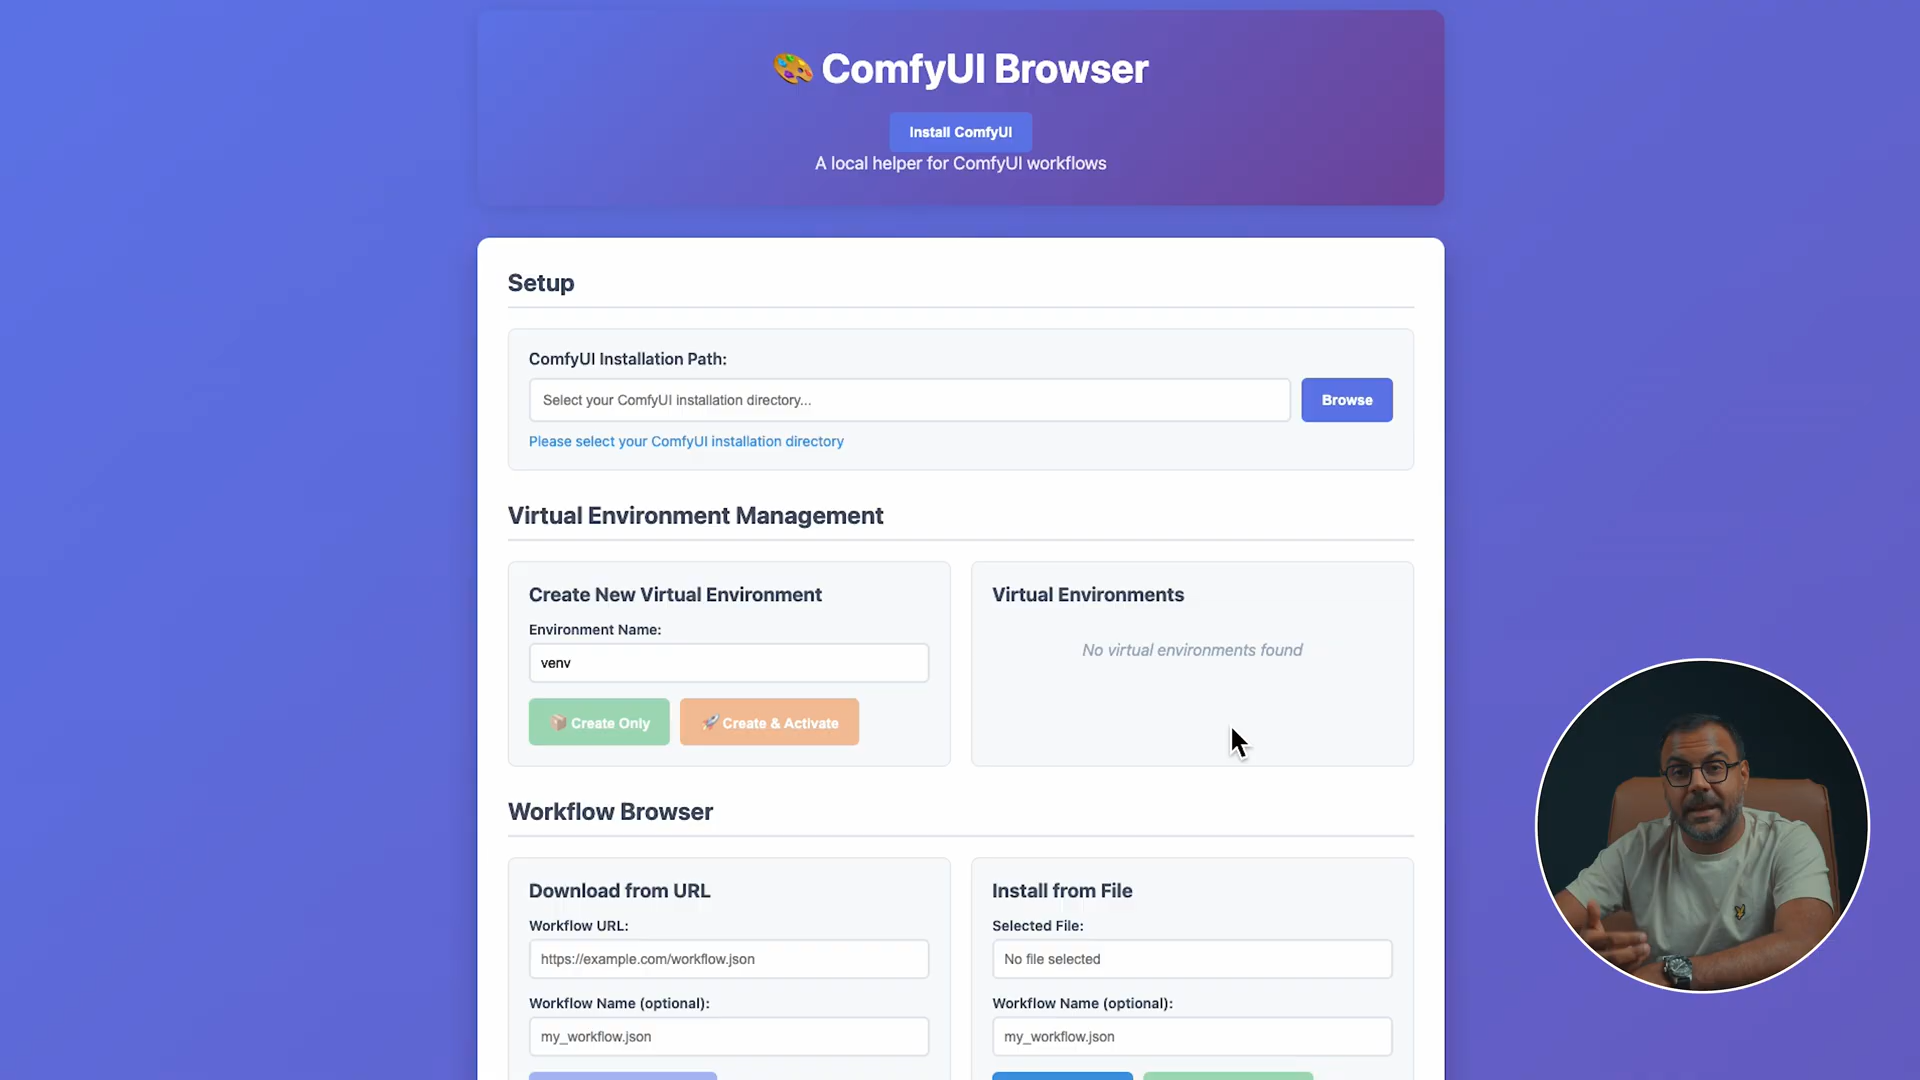 ComfyUI Browser
Install ComfyUI
A local helper for ComfyUI workflows
Setup
ComfyUI Installation Path:
Select your ComfyUI installation directory...
Browse
Please select your ComfyUI installation directory
Virtual Environment Management
Create New Virtual Environment
Environment Name:
venv
Create Only
Create & Activate
Virtual Environments
No virtual environments found
Workflow Browser
Download from URL
Workflow URL:
https://example.com/workflow.json
Workflow Name (optional):
my_workflow.json
Install from File
Selected File:
No file selected
Workflow Name (optional):
my_workflow.json